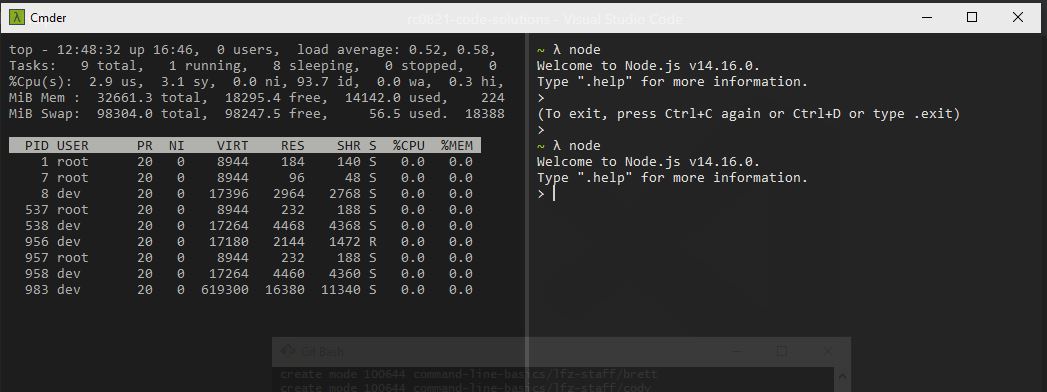 rc0821-code-solutions - Visual Studio Code
λ Cmder
top - 12:48:32 up 16:46,  0 users,  load average: 0.52, 0.58,
Tasks:   9 total,   1 running,   8 sleeping,   0 stopped,   0
%Cpu(s):  2.9 us,  3.1 sy,  0.0 ni, 93.7 id,  0.0 wa,  0.3 hi,
MiB Mem :  32661.3 total,  18295.4 free,  14142.0 used,    224
MiB Swap:  98304.0 total,  98247.5 free,     56.5 used.  18388
PID USER      PR  NI    VIRT    RES    SHR S  %CPU  %MEM
1 root      20   0    8944    184    140 S   0.0   0.0
7 root      20   0    8944     96     48 S   0.0   0.0
8 dev       20   0   17396   2964   2768 S   0.0   0.0
537 root      20   0    8944    232    188 S   0.0   0.0
538 dev       20   0   17264   4468   4368 S   0.0   0.0
956 dev       20   0   17180   2144   1472 R   0.0   0.0
957 root      20   0    8944    232    188 S   0.0   0.0
958 dev       20   0   17264   4460   4360 S   0.0   0.0
983 dev       20   0  619300  16380  11340 S   0.0   0.0
~ λ node
Welcome to Node.js v14.16.0.
Type ".help" for more information.
>
(To exit, press Ctrl+C again or Ctrl+D or type .exit)
>
~ λ node
Welcome to Node.js v14.16.0.
Type ".help" for more information.
>
Git Bash
create mode 100644 command-line-basics/lfz-staff/brett
create mode 100644 command-line-basics/lfz-staff/cody